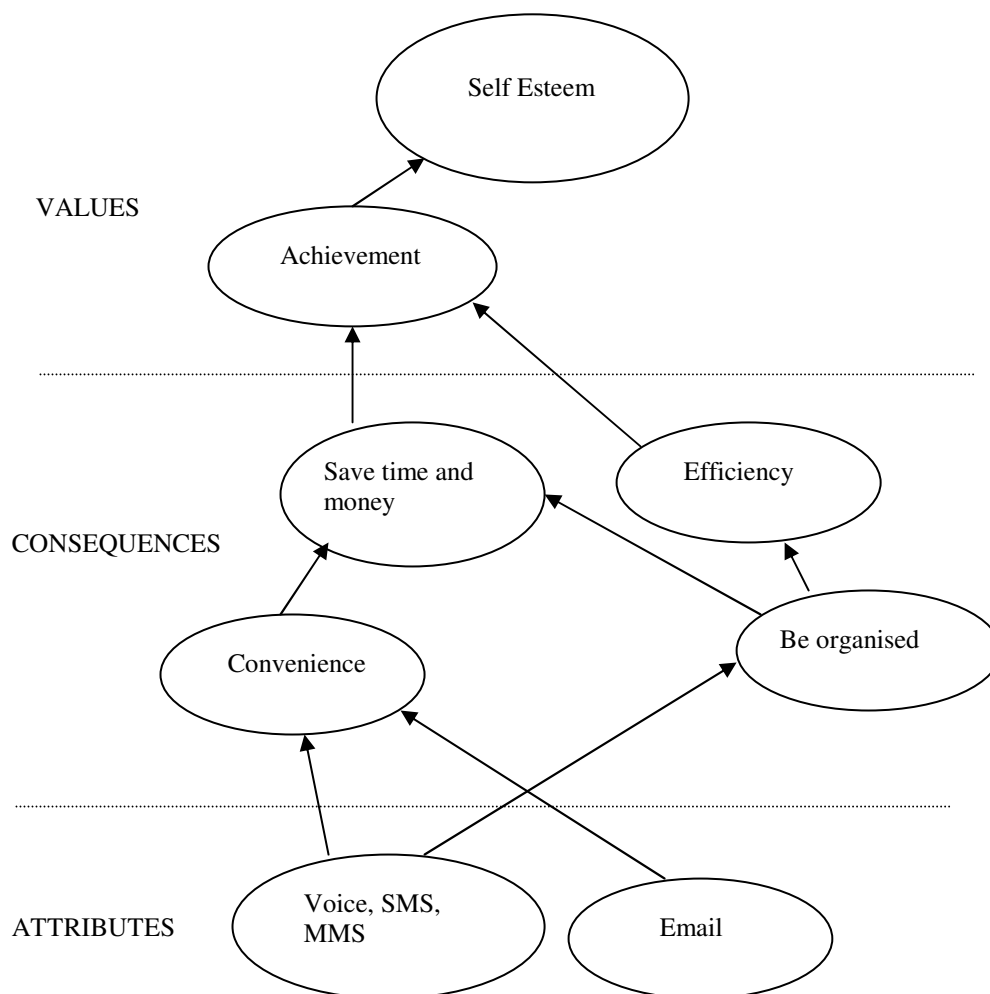 Self Esteem
VALUES
Achievement
Save time and
money
Efficiency
CONSEQUENCES
Be organised
Convenience
Voice, SMS,
MMS
ATTRIBUTES
Email